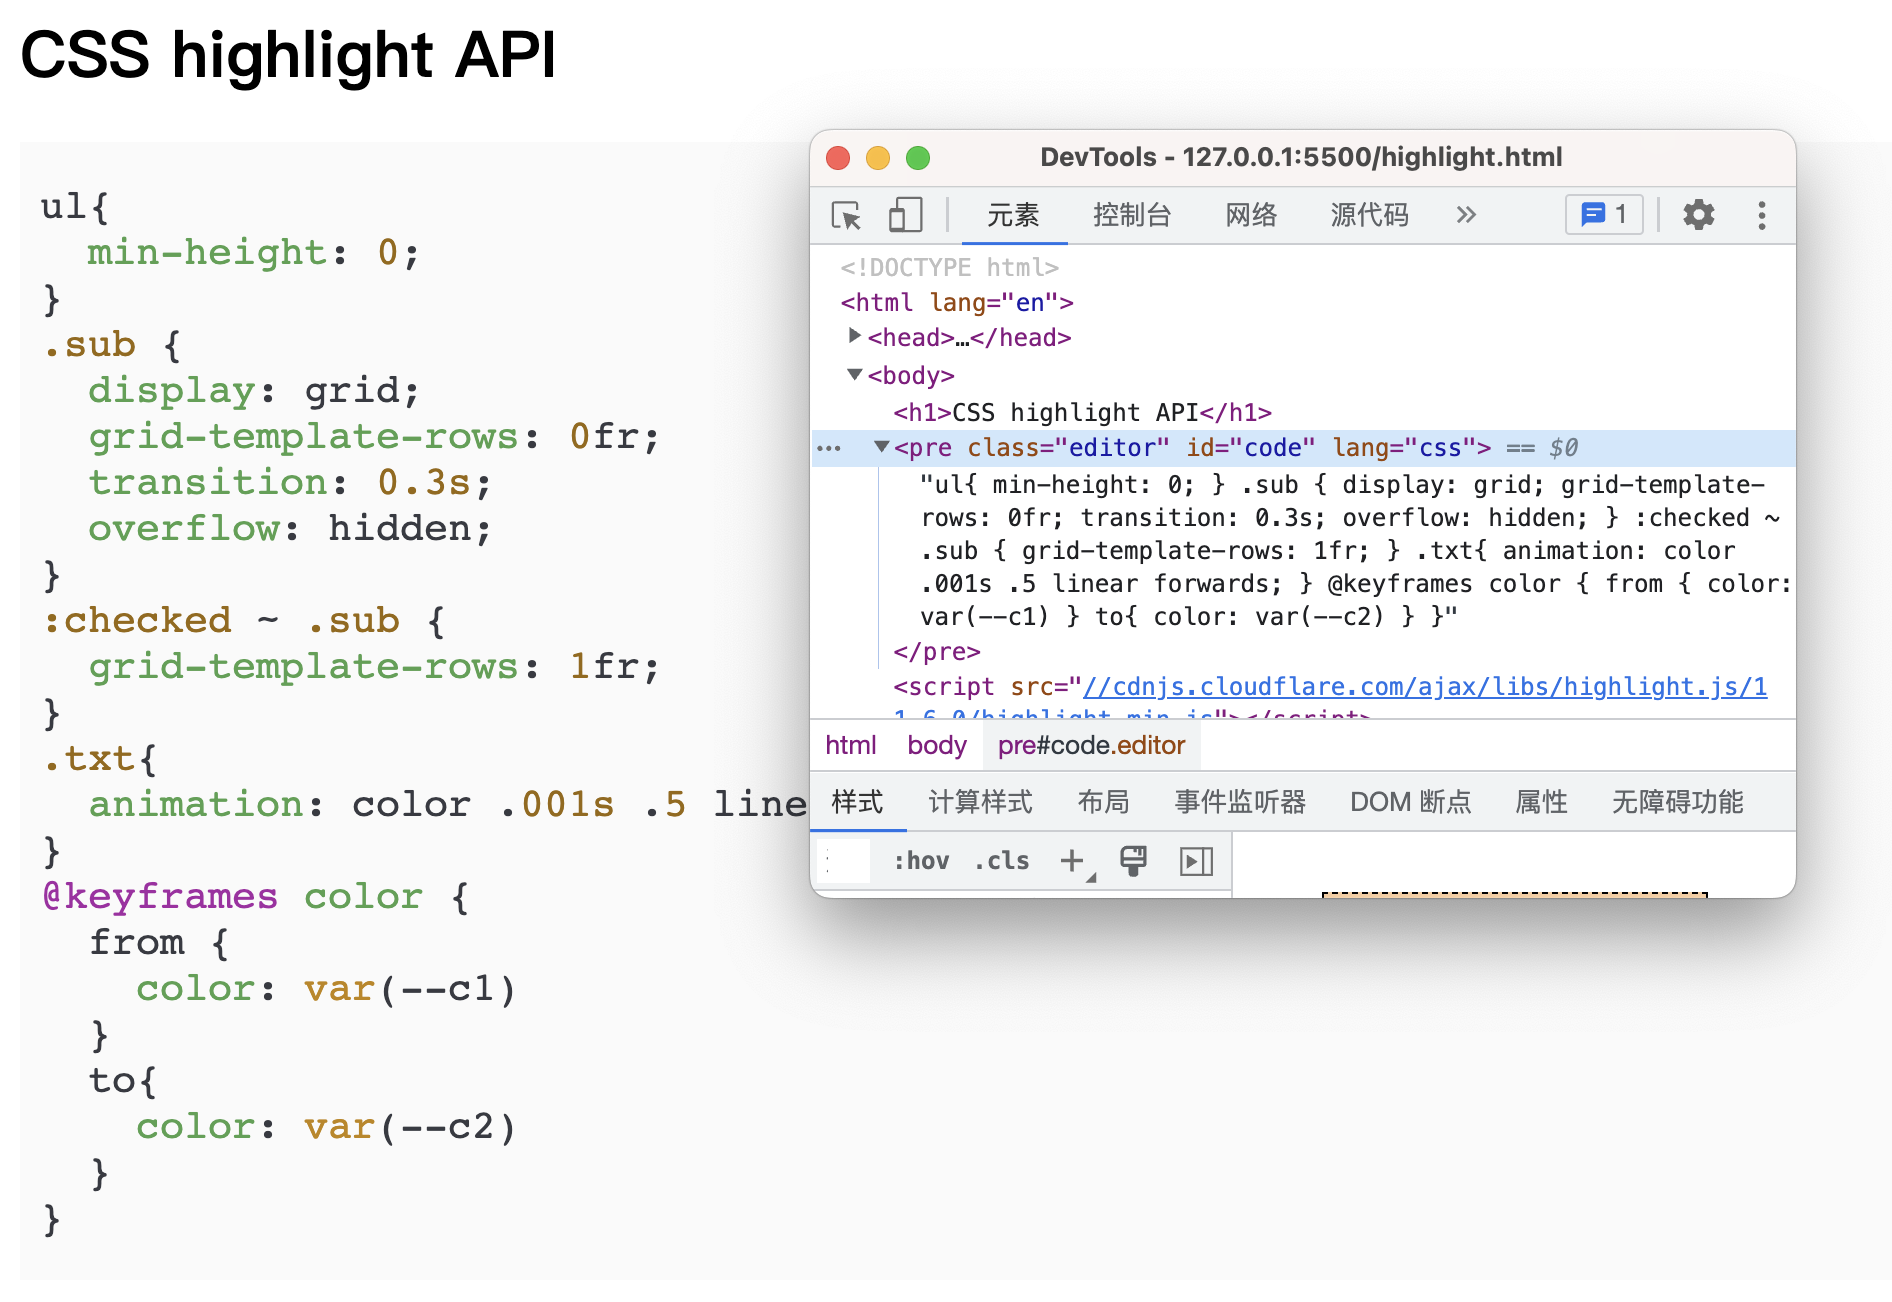 CSS highlight API
ul{
  min-height: 0;
}
.sub {
  display: grid;
  grid-template-rows: 0fr;
  transition: 0.3s;
  overflow: hidden;
}
:checked ~ .sub {
  grid-template-rows: 1fr;
}
.txt{
  animation: color .001s .5 line
}
@keyframes color {
  from {
    color: var(--c1)
  }
  to{
    color: var(--c2)
  }
}
DevTools - 127.0.0.1:5500/highlight.html
元素 控制台 网络 源代码 » 1
<!DOCTYPE html>
<html lang="en">
<head>…</head>
<body>
<h1>CSS highlight API</h1>
… <pre class="editor" id="code" lang="css"> == $0
"ul{ min-height: 0; } .sub { display: grid; grid-template-
rows: 0fr; transition: 0.3s; overflow: hidden; } :checked ~
.sub { grid-template-rows: 1fr; } .txt{ animation: color
.001s .5 linear forwards; } @keyframes color { from { color:
var(--c1) } to{ color: var(--c2) } }"
</pre>
<script src="//cdnjs.cloudflare.com/ajax/libs/highlight.js/1
1.6.0/highlight.min.js"></script>
html body pre#code.editor
样式 计算样式 布局 事件监听器 DOM 断点 属性 无障碍功能
:hov .cls +